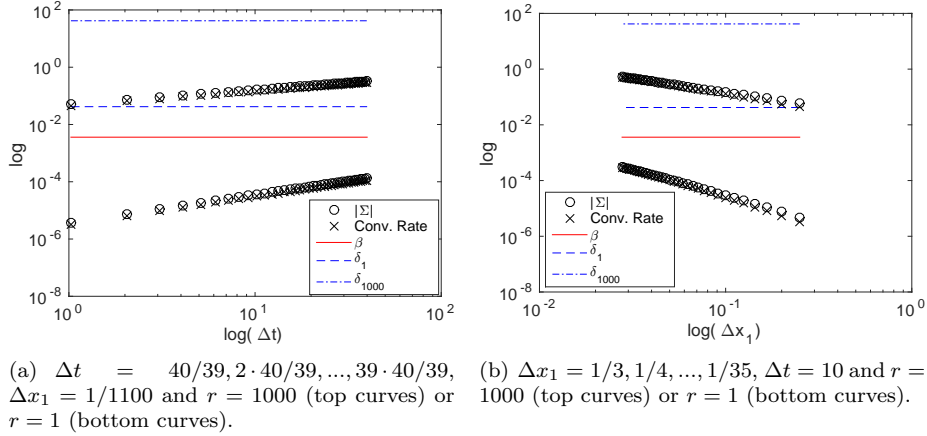 10^2
10^0
10^-2
10^-4
10^-6
10^-8
log
|Σ|
Conv. Rate
β
δ_1
δ_1000
10^0
10^1
10^2
log( Δt)
10^2
10^0
10^-2
10^-4
10^-6
10^-8
log
|Σ|
Conv. Rate
β
δ_1
δ_1000
10^-2
10^-1
10^0
log( Δx_1)
(a) Δt = 40/39, 2 · 40/39, ..., 39 · 40/39,
Δx_1 = 1/1100 and r = 1000 (top curves) or
r = 1 (bottom curves).
(b) Δx_1 = 1/3, 1/4, ..., 1/35, Δt = 10 and r =
1000 (top curves) or r = 1 (bottom curves).